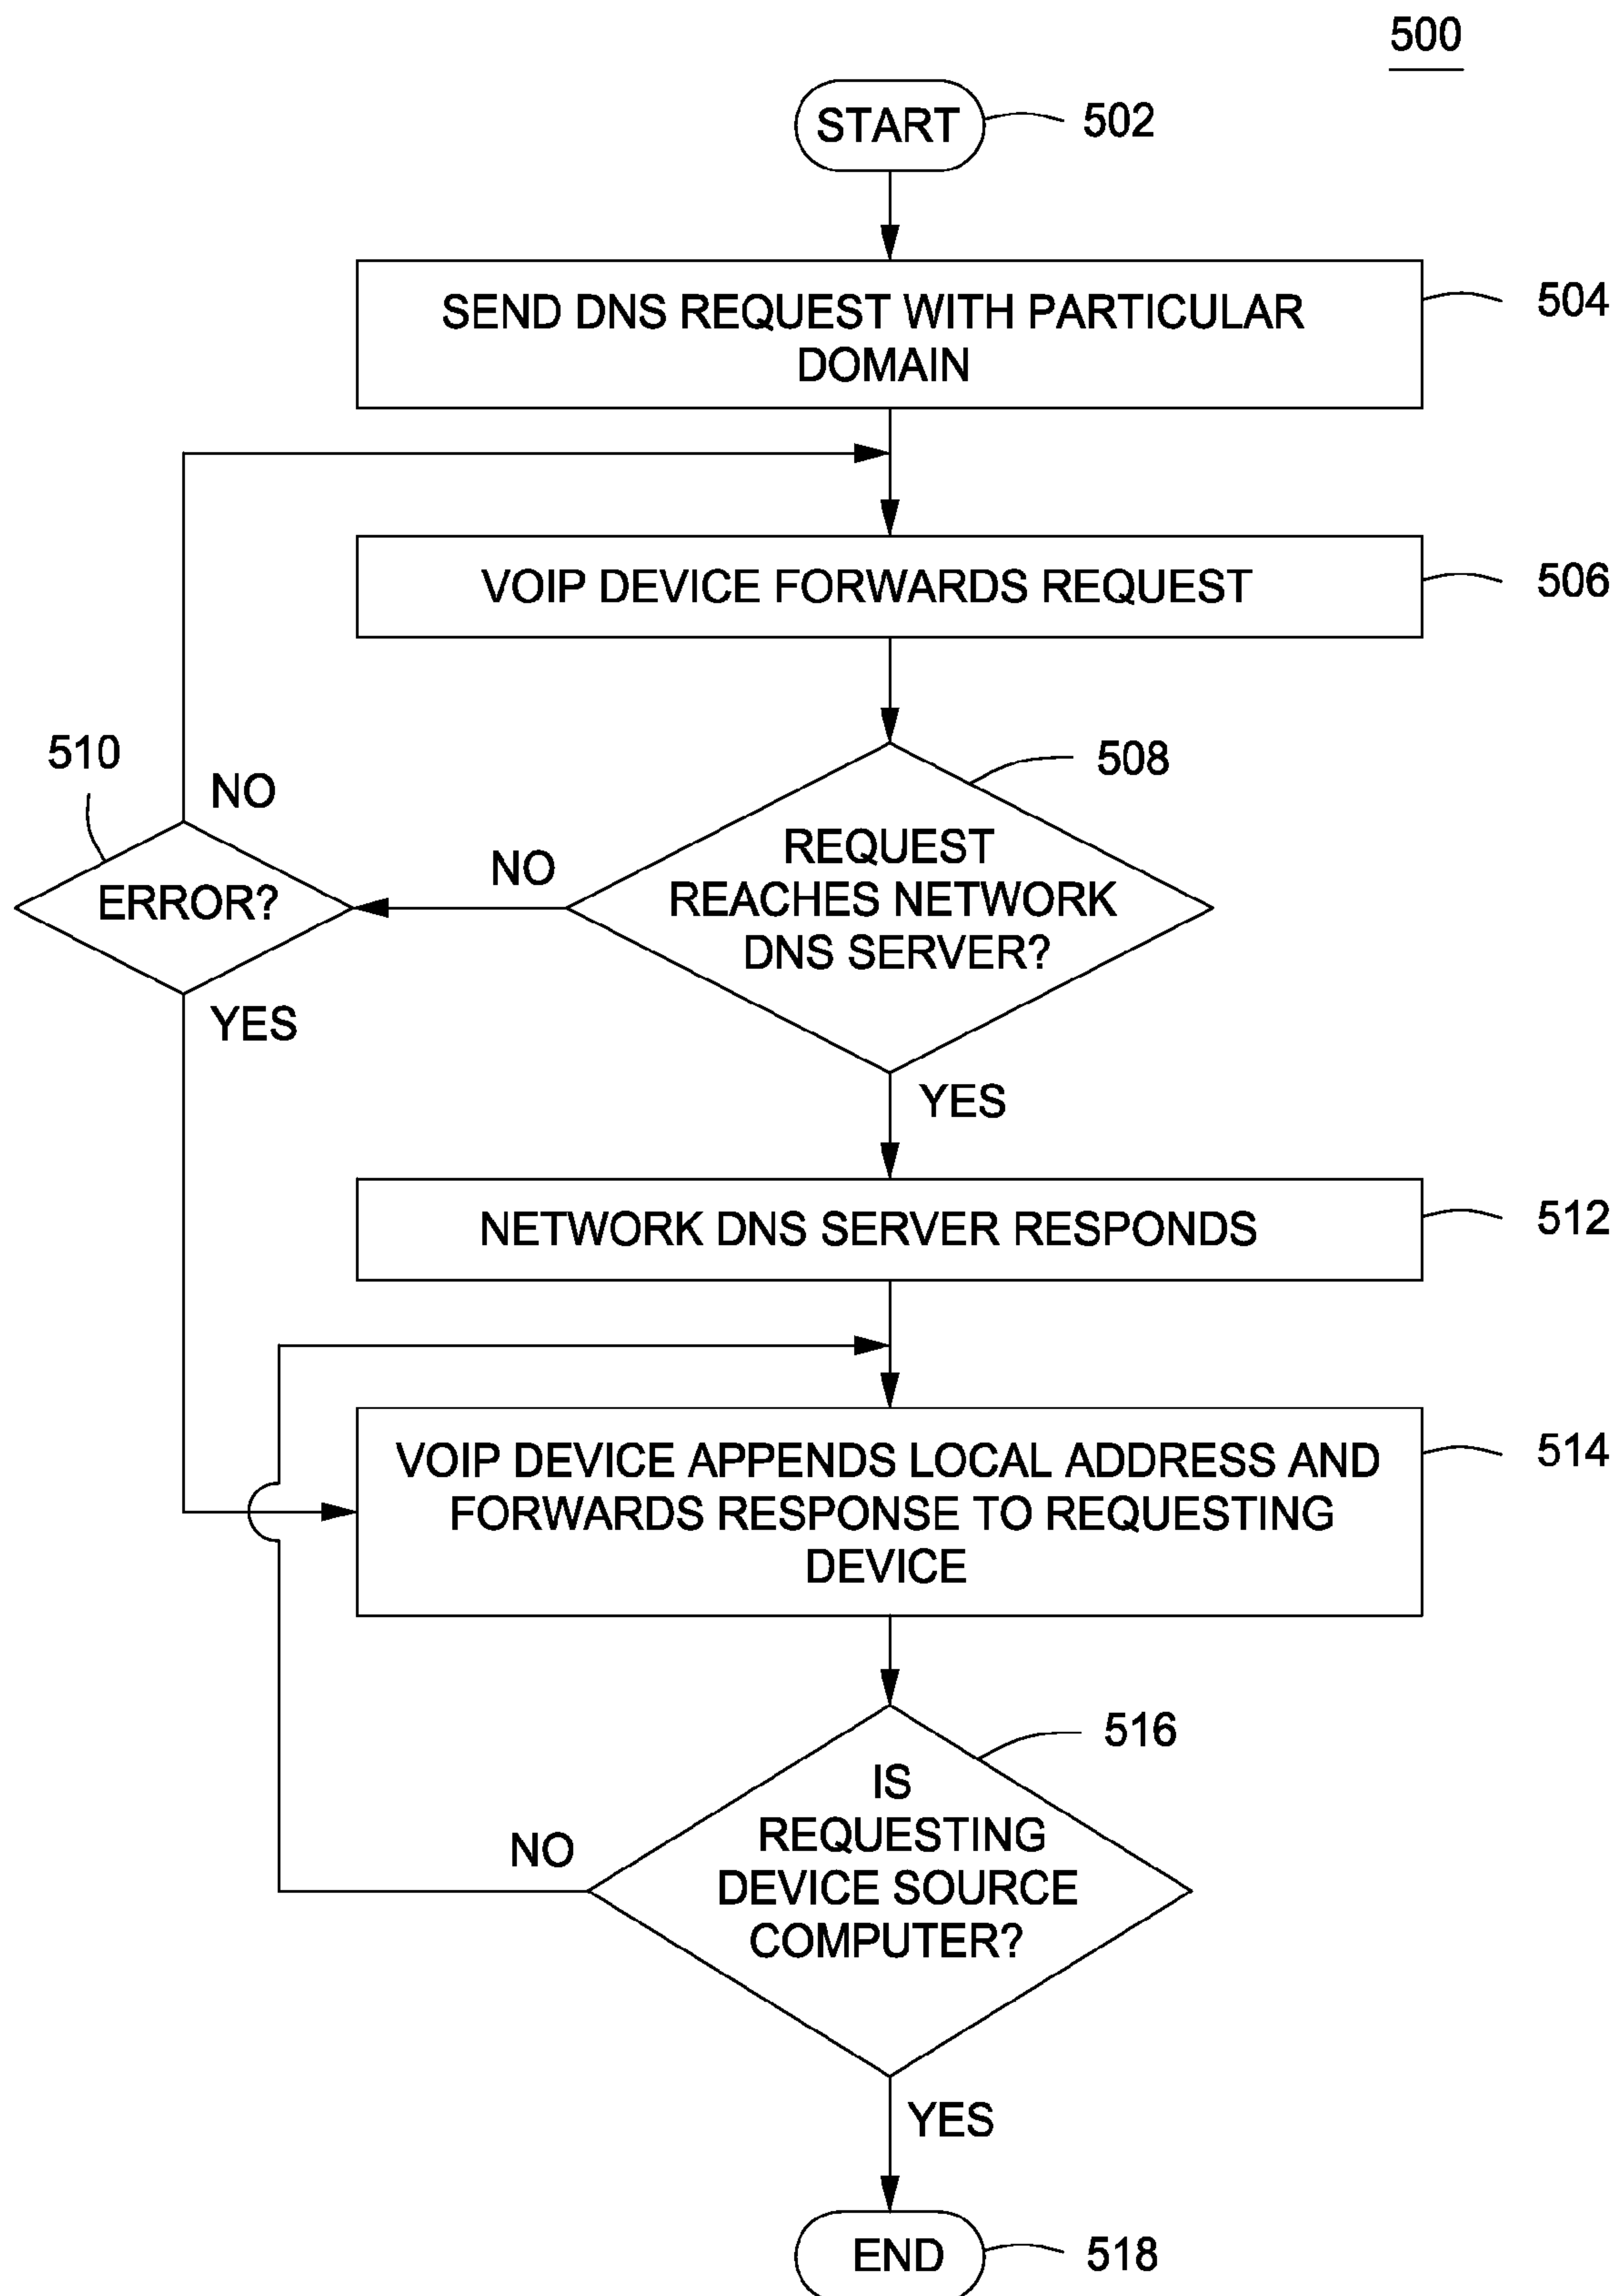 500
START
502
SEND DNS REQUEST WITH PARTICULAR
DOMAIN
504
VOIP DEVICE FORWARDS REQUEST
506
510
NO
508
REQUEST
REACHES NETWORK
DNS SERVER?
NO
ERROR?
YES
YES
NETWORK DNS SERVER RESPONDS
512
VOIP DEVICE APPENDS LOCAL ADDRESS AND
FORWARDS RESPONSE TO REQUESTING
DEVICE
514
516
IS
REQUESTING
DEVICE SOURCE
COMPUTER?
NO
YES
END
518